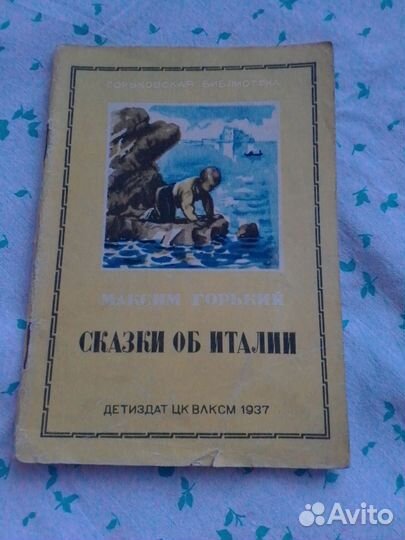 ГОРЬКОВСКАЯ БИБЛИОТЕКА
МАКСИМ ГОРЬКИЙ
СКАЗКИ ОБ ИТАЛИИ
ДЕТИЗДАТ ЦК ВЛКСМ 1937
Avito